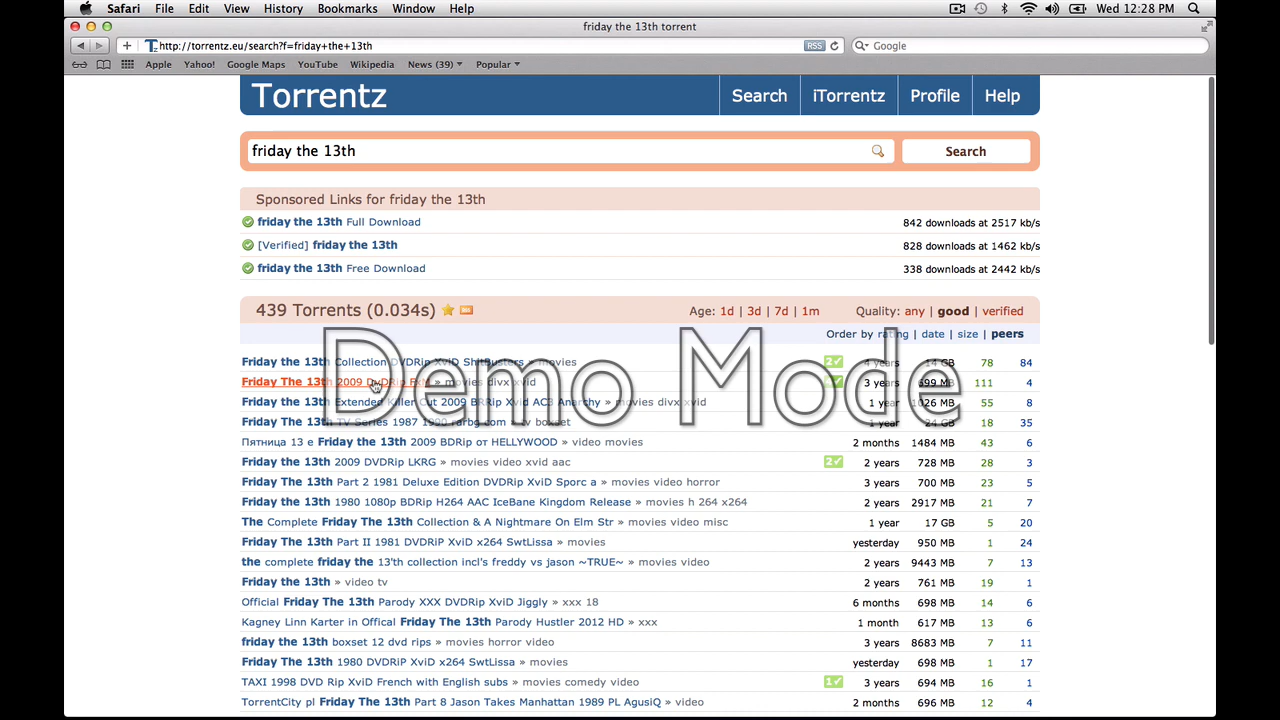 Safari File Edit View History Bookmarks Window Help Wed 12:28 PM
friday the 13th torrent
http://torrentz.eu/search?f=friday+the+13th RSS Google
Apple Yahoo! Google Maps YouTube Wikipedia News (39) Popular
Torrentz Search iTorrentz Profile Help
friday the 13th Search
Sponsored Links for friday the 13th
friday the 13th Full Download 842 downloads at 2517 kb/s
[Verified] friday the 13th 828 downloads at 1462 kb/s
friday the 13th Free Download 338 downloads at 2442 kb/s
439 Torrents (0.034s) Age: 1d | 3d | 7d | 1m Quality: any | good | verified
Order by rating | date | size | peers
Friday the 13th Collection DVDRip XviD ShitBusters » movies 2✓ 4 years 14 GB 78 84
Friday The 13th 2009 DvDRip FxM » movies divx xvid 3 years 699 MB 111 4
Friday the 13th Extended Killer Cut 2009 BRRip Xvid AC3 Anarchy » movies divx xvid 1 year 1026 MB 55 8
Friday the 13th TV Series 1987 1990 rarbg com » tv boxset 1 year 24 GB 18 35
Demo Mode
Пятница 13 е Friday the 13th 2009 BDRip от HELLYWOOD » video movies 2 months 1484 MB 43 6
Friday the 13th 2009 DVDRip LKRG » movies video xvid aac 2✓ 2 years 728 MB 28 3
Friday The 13th Part 2 1981 Deluxe Edition DVDRip XviD Sporc a » movies video horror 3 years 700 MB 23 5
Friday the 13th 1980 1080p BDRip H264 AAC IceBane Kingdom Release » movies h 264 x264 2 years 2917 MB 21 7
The Complete Friday The 13th Collection & A Nightmare On Elm Str » movies video misc 1 year 17 GB 5 20
Friday The 13th Part II 1981 DVDRiP XviD x264 SwtLissa » movies yesterday 950 MB 1 24
the complete friday the 13'th collection incl's freddy vs jason ~TRUE~ » movies video 2 years 9443 MB 7 13
Friday the 13th » video tv 2 years 761 MB 19 1
Official Friday The 13th Parody XXX DVDRip XviD Jiggly » xxx 18 6 months 698 MB 14 6
Kagney Linn Karter in Offical Friday The 13th Parody Hustler 2012 HD » xxx 1 month 617 MB 13 6
friday the 13th boxset 12 dvd rips » movies horror video 3 years 8683 MB 7 11
Friday The 13th 1980 DVDRiP XviD x264 SwtLissa » movies yesterday 698 MB 1 17
TAXI 1998 DVD Rip XviD French with English subs » movies comedy video 1✓ 3 years 694 MB 16 1
TorrentCity pl Friday The 13th Part 8 Jason Takes Manhattan 1989 PL AgusiQ » video 2 months 696 MB 12 4